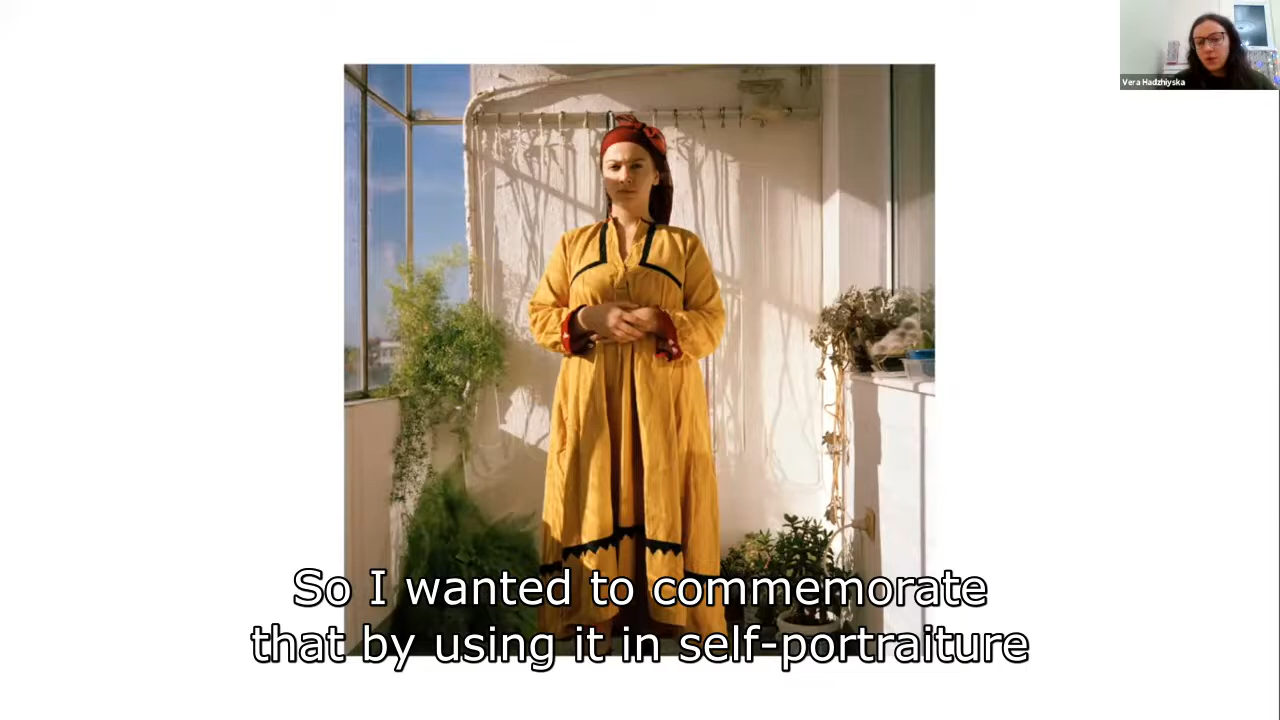 Vera Hadzhiyska
So I wanted to commemorate
that by using it in self-portraiture